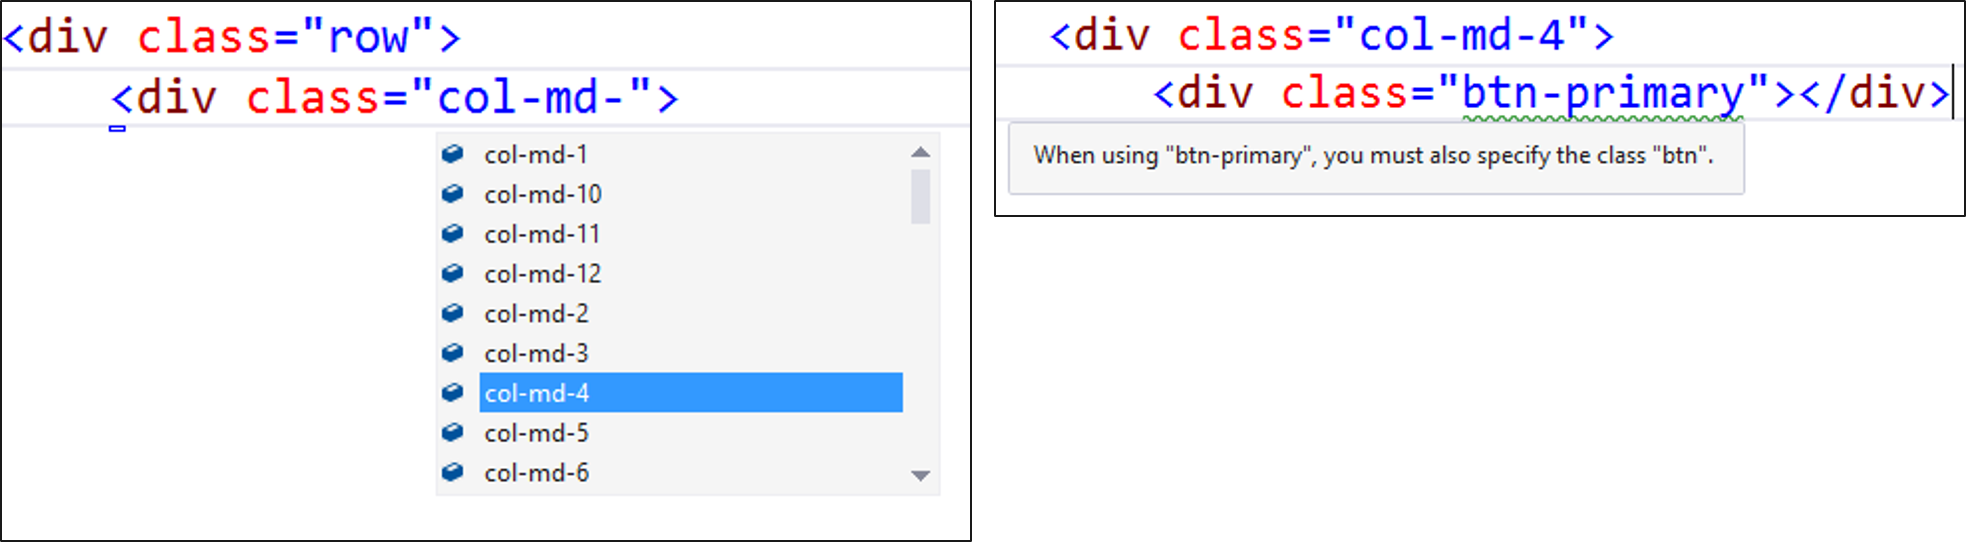 <div class="row">
<div class="col-md-">
col-md-1
col-md-10
col-md-11
col-md-12
col-md-2
col-md-3
col-md-4
col-md-5
col-md-6
<div class="col-md-4">
<div class="btn-primary"></div>
When using "btn-primary", you must also specify the class "btn".